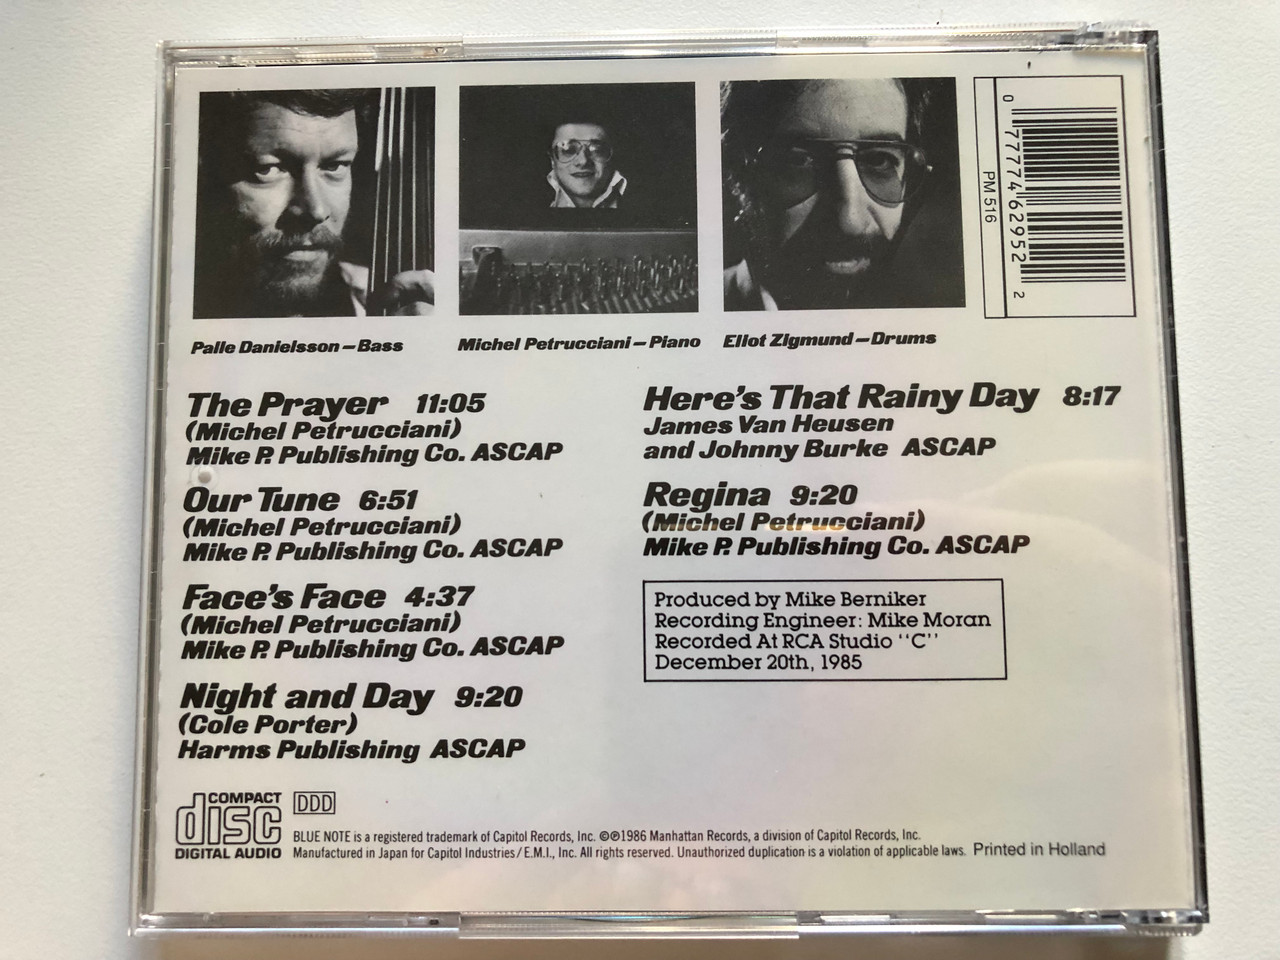 Palle Danielsson—Bass
Michel Petrucciani—Piano
Eliot Zigmund—Drums
0 77774 62952 2
PM 516
The Prayer 11:05
(Michel Petrucciani)
Mike P. Publishing Co. ASCAP
Our Tune 6:51
(Michel Petrucciani)
Mike P. Publishing Co. ASCAP
Face's Face 4:37
(Michel Petrucciani)
Mike P. Publishing Co. ASCAP
Night and Day 9:20
(Cole Porter)
Harms Publishing ASCAP
Here's That Rainy Day 8:17
James Van Heusen
and Johnny Burke ASCAP
Regina 9:20
(Michel Petrucciani)
Mike P. Publishing Co. ASCAP
Produced by Mike Berniker
Recording Engineer: Mike Moran
Recorded At RCA Studio "C"
December 20th, 1985
COMPACT
disc
DIGITAL AUDIO
DDD
BLUE NOTE is a registered trademark of Capitol Records, Inc. ©℗1986 Manhattan Records, a division of Capitol Records, Inc.
Manufactured in Japan for Capitol Industries/E.M.I., Inc. All rights reserved. Unauthorized duplication is a violation of applicable laws. Printed in Holland